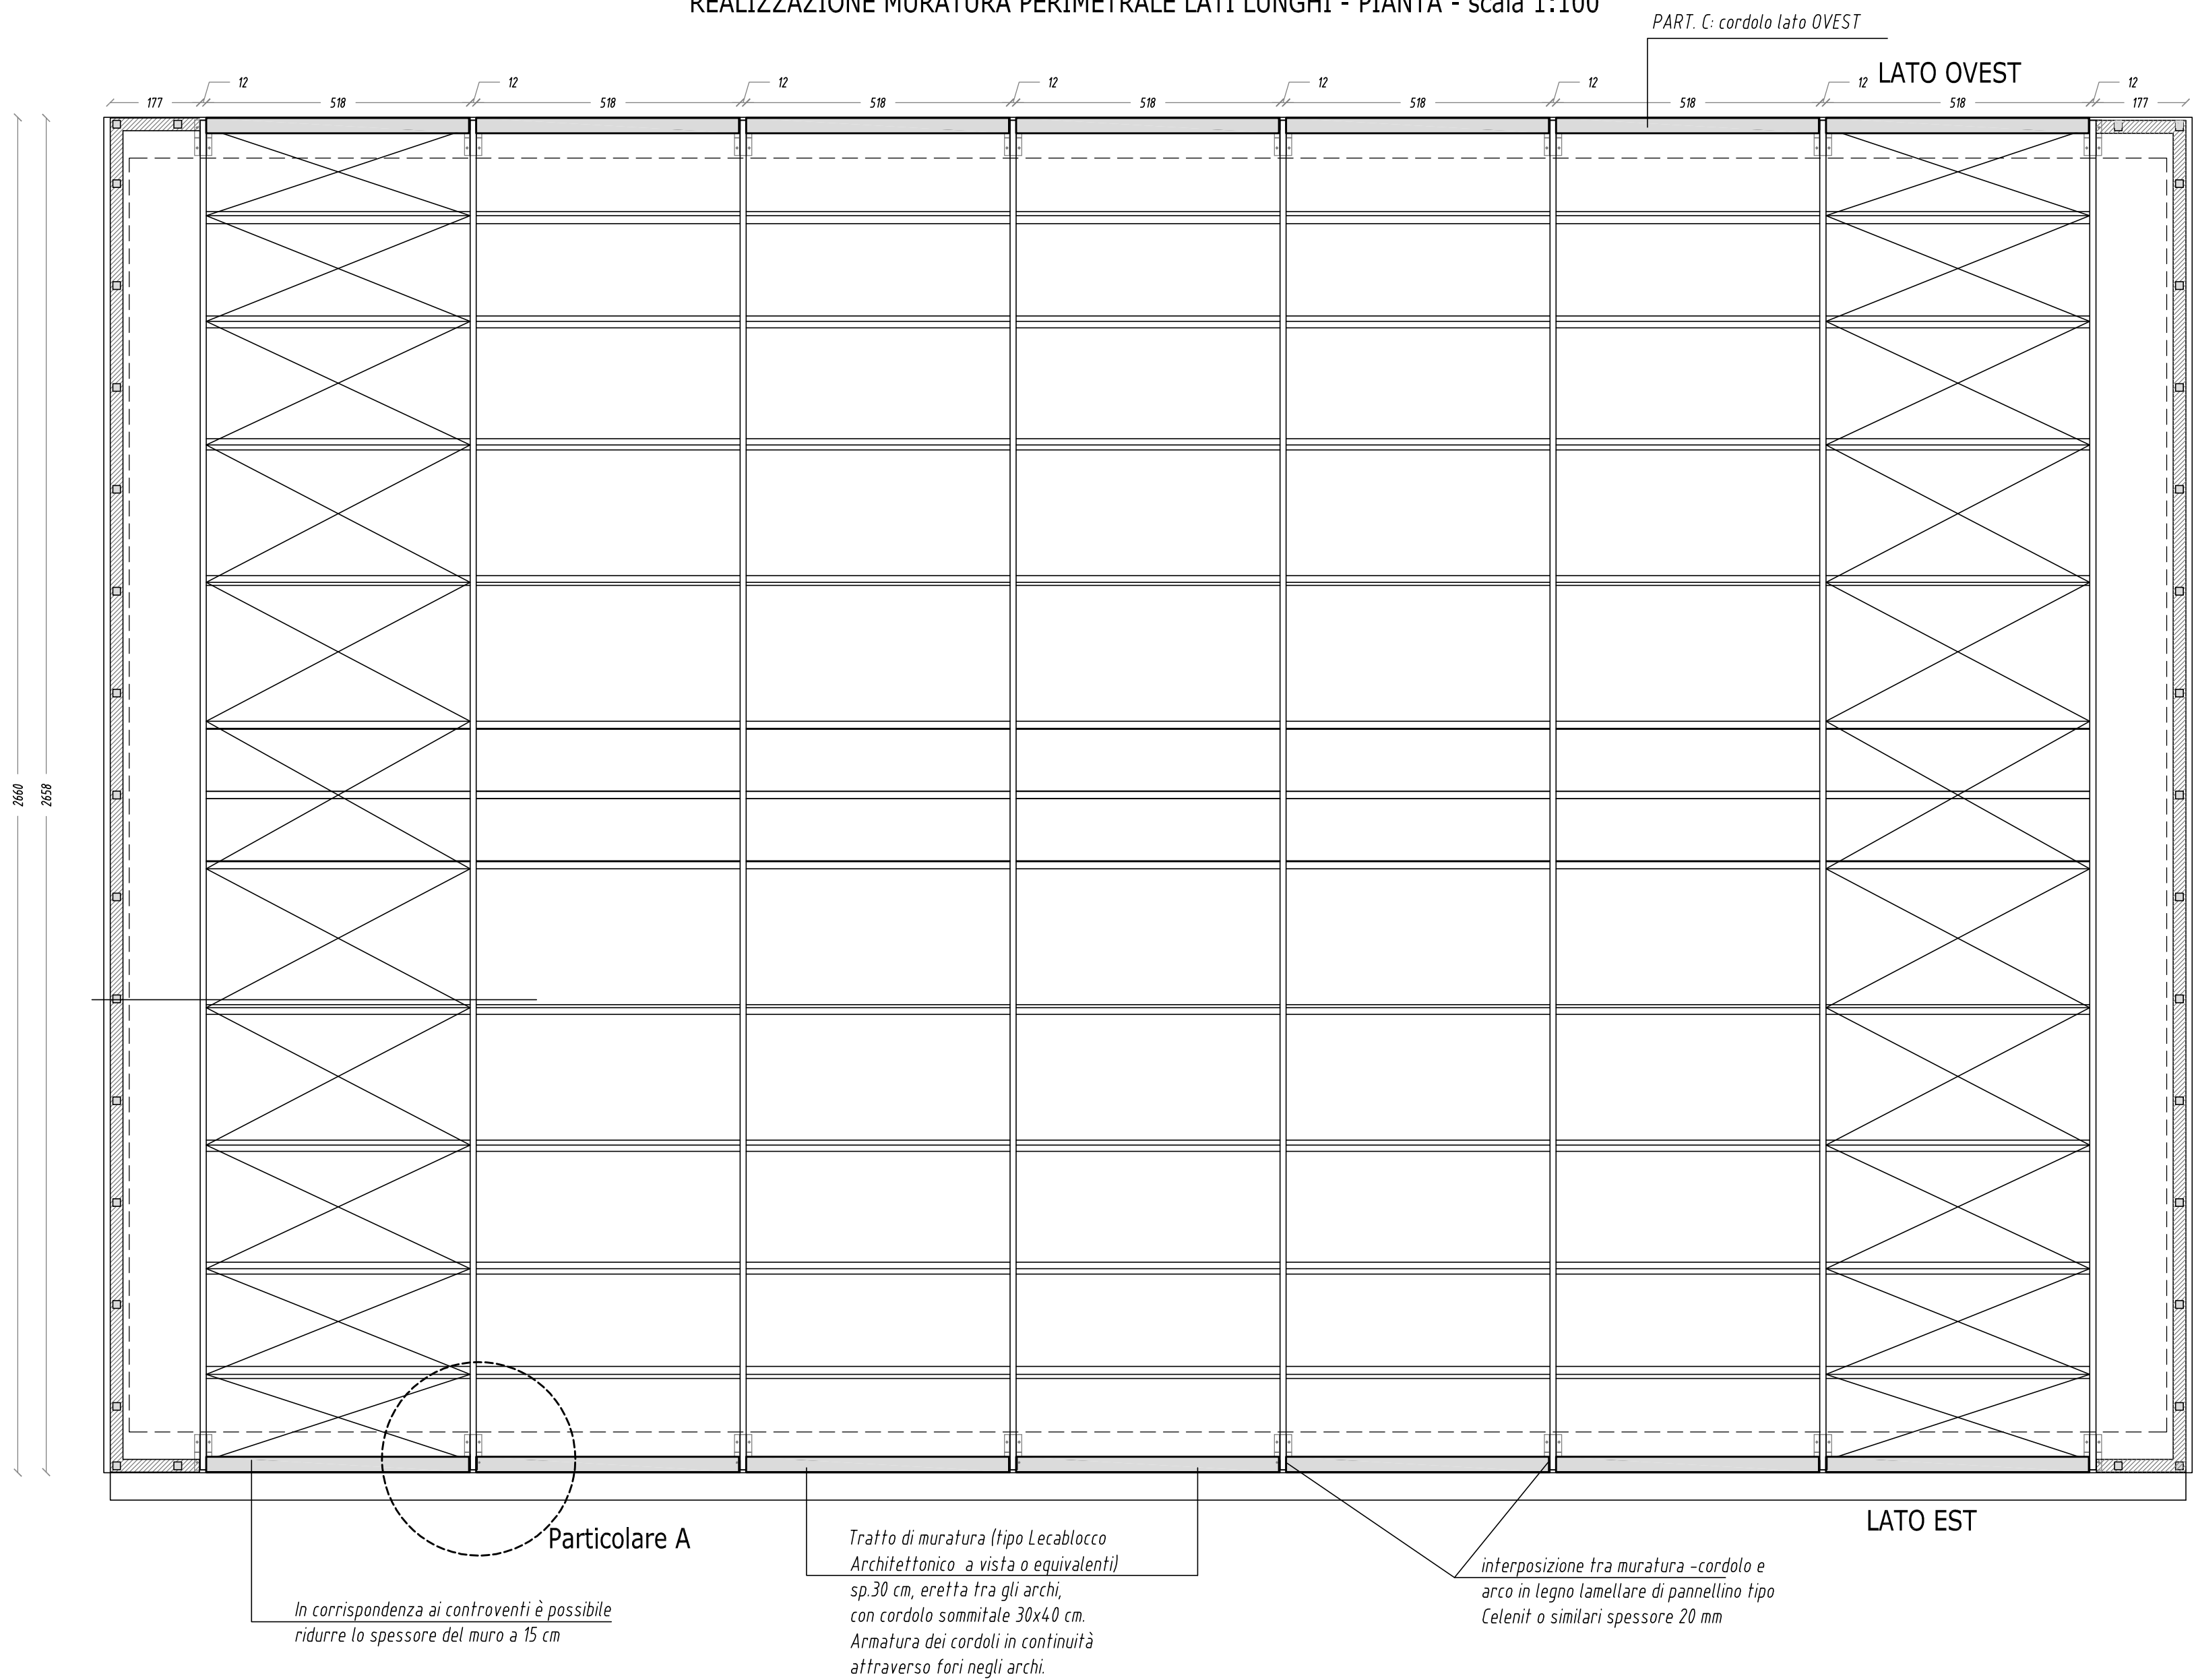 REALIZZAZIONE MURATURA PERIMETRALE LATI LUNGHI - PIANTA - scala 1:100
PART. C: cordolo lato OVEST
LATO OVEST
12 12 12 12 12 12 12 12
177 518 518 518 518 518 518 518 177
2660
2658
LATO EST
Particolare A
Tratto di muratura (tipo Lecablocco
Architettonico a vista o equivalenti)
sp.30 cm, eretta tra gli archi,
con cordolo sommitale 30x40 cm.
Armatura dei cordoli in continuità
attraverso fori negli archi.
interposizione tra muratura -cordolo e
arco in legno lamellare di pannellino tipo
Celenit o similari spessore 20 mm
In corrispondenza ai controventi è possibile
ridurre lo spessore del muro a 15 cm